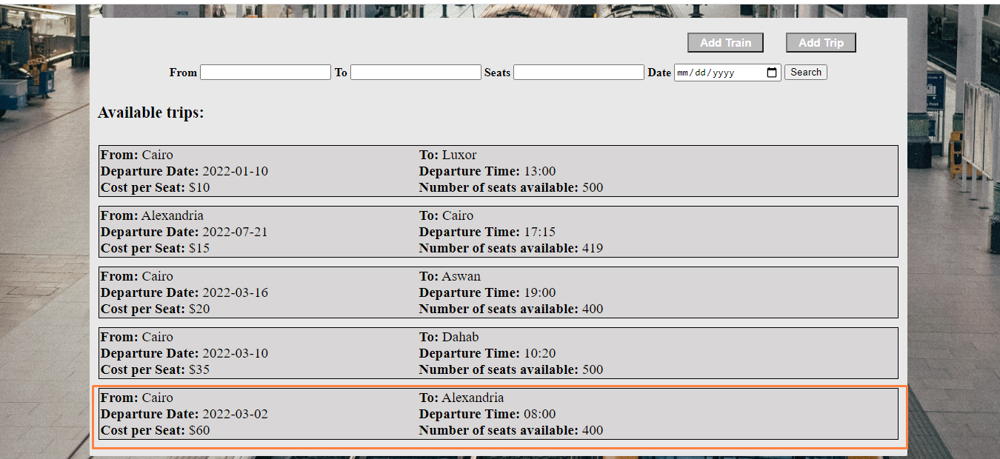 Add Train Add Trip
From To Seats Date mm/dd/yyyy Search
Available trips:
From: Cairo To: Luxor
Departure Date: 2022-01-10 Departure Time: 13:00
Cost per Seat: $10 Number of seats available: 500
From: Alexandria To: Cairo
Departure Date: 2022-07-21 Departure Time: 17:15
Cost per Seat: $15 Number of seats available: 419
From: Cairo To: Aswan
Departure Date: 2022-03-16 Departure Time: 19:00
Cost per Seat: $20 Number of seats available: 400
From: Cairo To: Dahab
Departure Date: 2022-03-10 Departure Time: 10:20
Cost per Seat: $35 Number of seats available: 500
From: Cairo To: Alexandria
Departure Date: 2022-03-02 Departure Time: 08:00
Cost per Seat: $60 Number of seats available: 400